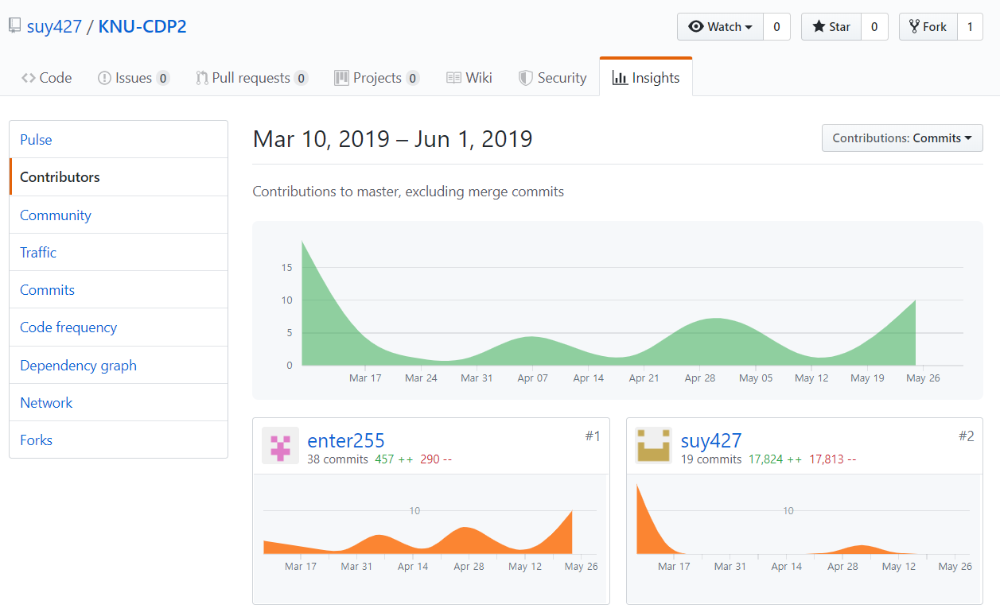 suy427 / KNU-CDP2 Watch 0 Star 0 Fork 1
Code Issues 0 Pull requests 0 Projects 0 Wiki Security Insights
Pulse
Contributors
Community
Traffic
Commits
Code frequency
Dependency graph
Network
Forks
Mar 10, 2019 – Jun 1, 2019
Contributions: Commits
Contributions to master, excluding merge commits
15
10
5
0
Mar 17 Mar 24 Mar 31 Apr 07 Apr 14 Apr 21 Apr 28 May 05 May 12 May 19 May 26
enter255 #1
38 commits 457 ++ 290 --
10
Mar 17 Mar 31 Apr 14 Apr 28 May 12 May 26
suy427 #2
19 commits 17,824 ++ 17,813 --
10
Mar 17 Mar 31 Apr 14 Apr 28 May 12 May 26